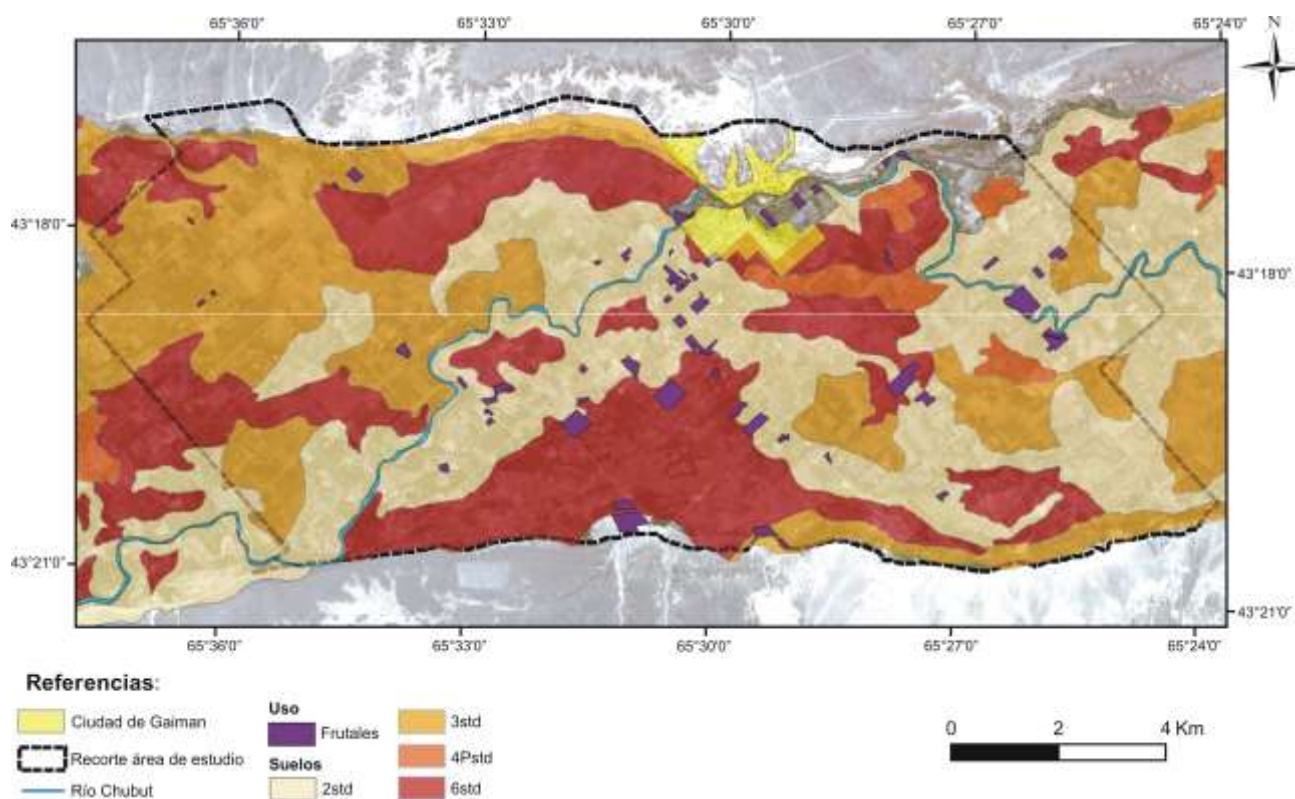 65°36'0" 65°33'0" 65°30'0" 65°27'0" 65°24'0"
N
43°18'0"
43°18'0"
43°21'0"
43°21'0"
65°36'0" 65°33'0" 65°30'0" 65°27'0" 65°24'0"
Referencias:
Ciudad de Gaiman
Recorte área de estudio
Río Chubut
Uso
Frutales
Suelos
2std
3std
4Pstd
6std
0 2 4 Km